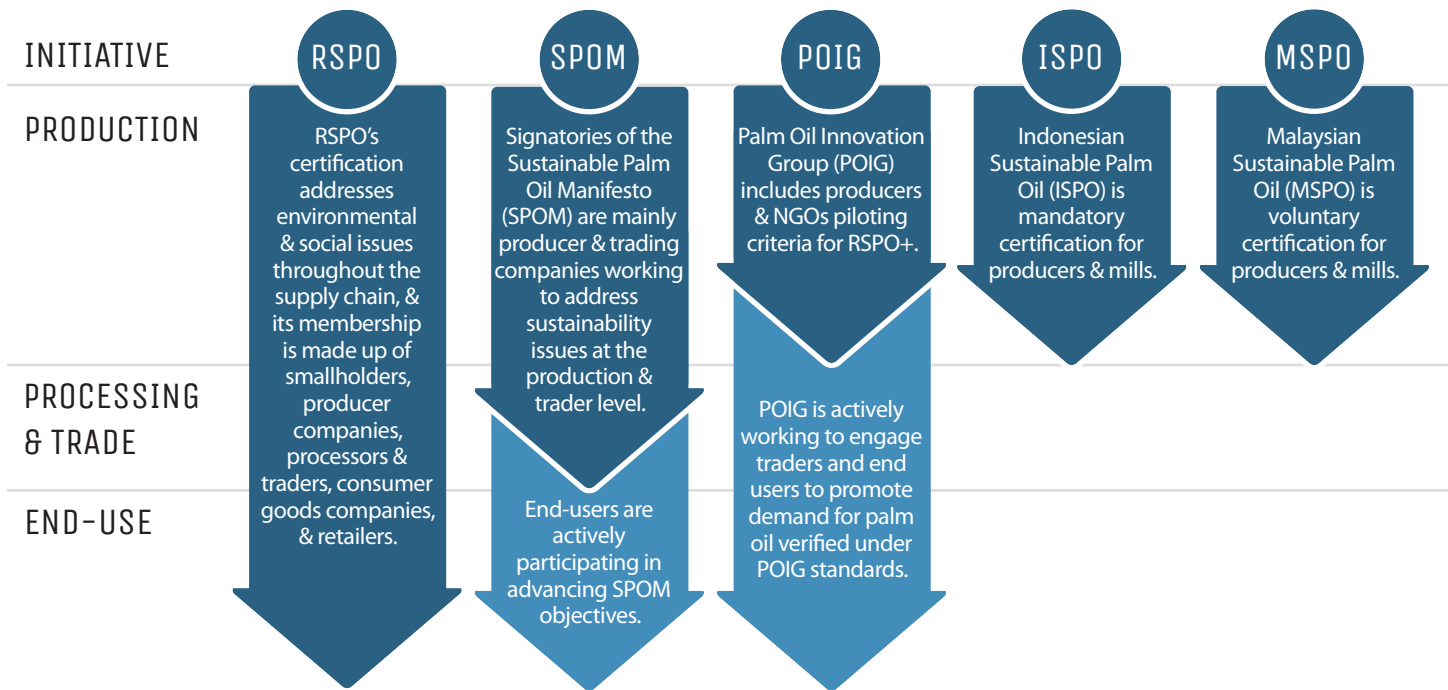 INITIATIVE
RSPO
SPOM
POIG
ISPO
MSPO
PRODUCTION
RSPO's
certification
addresses
environmental
& social issues
throughout the
supply chain, &
its membership
is made up of
smallholders,
producer
companies,
processors &
traders, consumer
goods companies,
& retailers.
Signatories of the
Sustainable Palm
Oil Manifesto
(SPOM) are mainly
producer & trading
companies working
to address
sustainability
issues at the
production &
trader level.
Palm Oil Innovation
Group (POIG)
includes producers
& NGOs piloting
criteria for RSPO+.
Indonesian
Sustainable Palm
Oil (ISPO) is
mandatory
certification for
producers & mills.
Malaysian
Sustainable Palm
Oil (MSPO) is
voluntary
certification for
producers & mills.
PROCESSING
& TRADE
POIG is actively
working to engage
traders and end
users to promote
demand for palm
oil verified under
POIG standards.
END-USE
End-users are
actively
participating in
advancing SPOM
objectives.